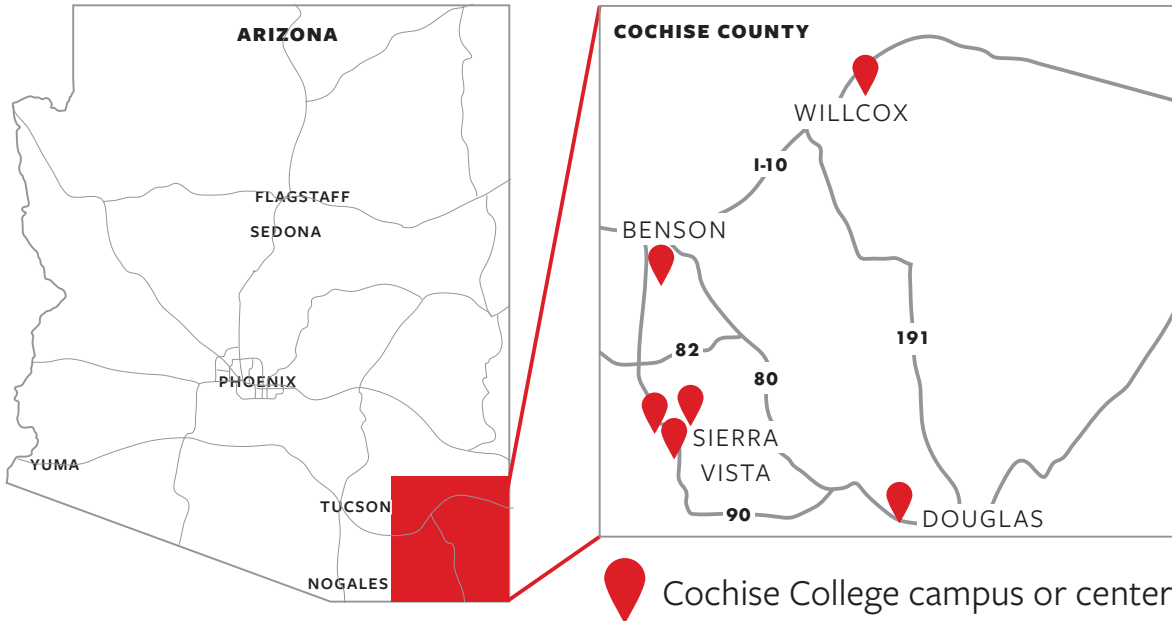 ARIZONA
FLAGSTAFF
SEDONA
PHOENIX
YUMA
TUCSON
NOGALES
COCHISE COUNTY
WILLCOX
I-10
BENSON
82
191
80
SIERRA
VISTA
90
DOUGLAS
Cochise College campus or center